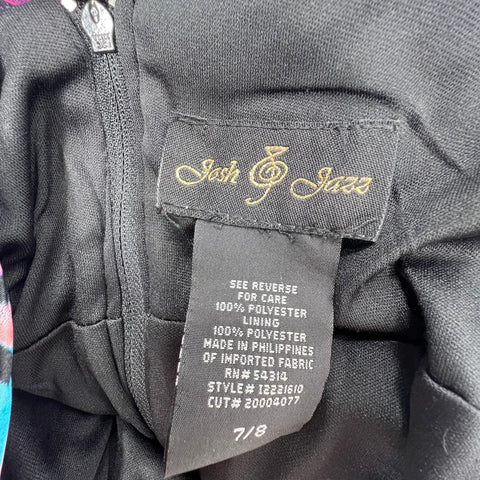 Josh & Jazz
SEE REVERSE
FOR CARE
100% POLYESTER
LINING
100% POLYESTER
MADE IN PHILIPPINES
OF IMPORTED FABRIC
RN# 54314
STYLE# I2221610
CUT# 20004077
7/8